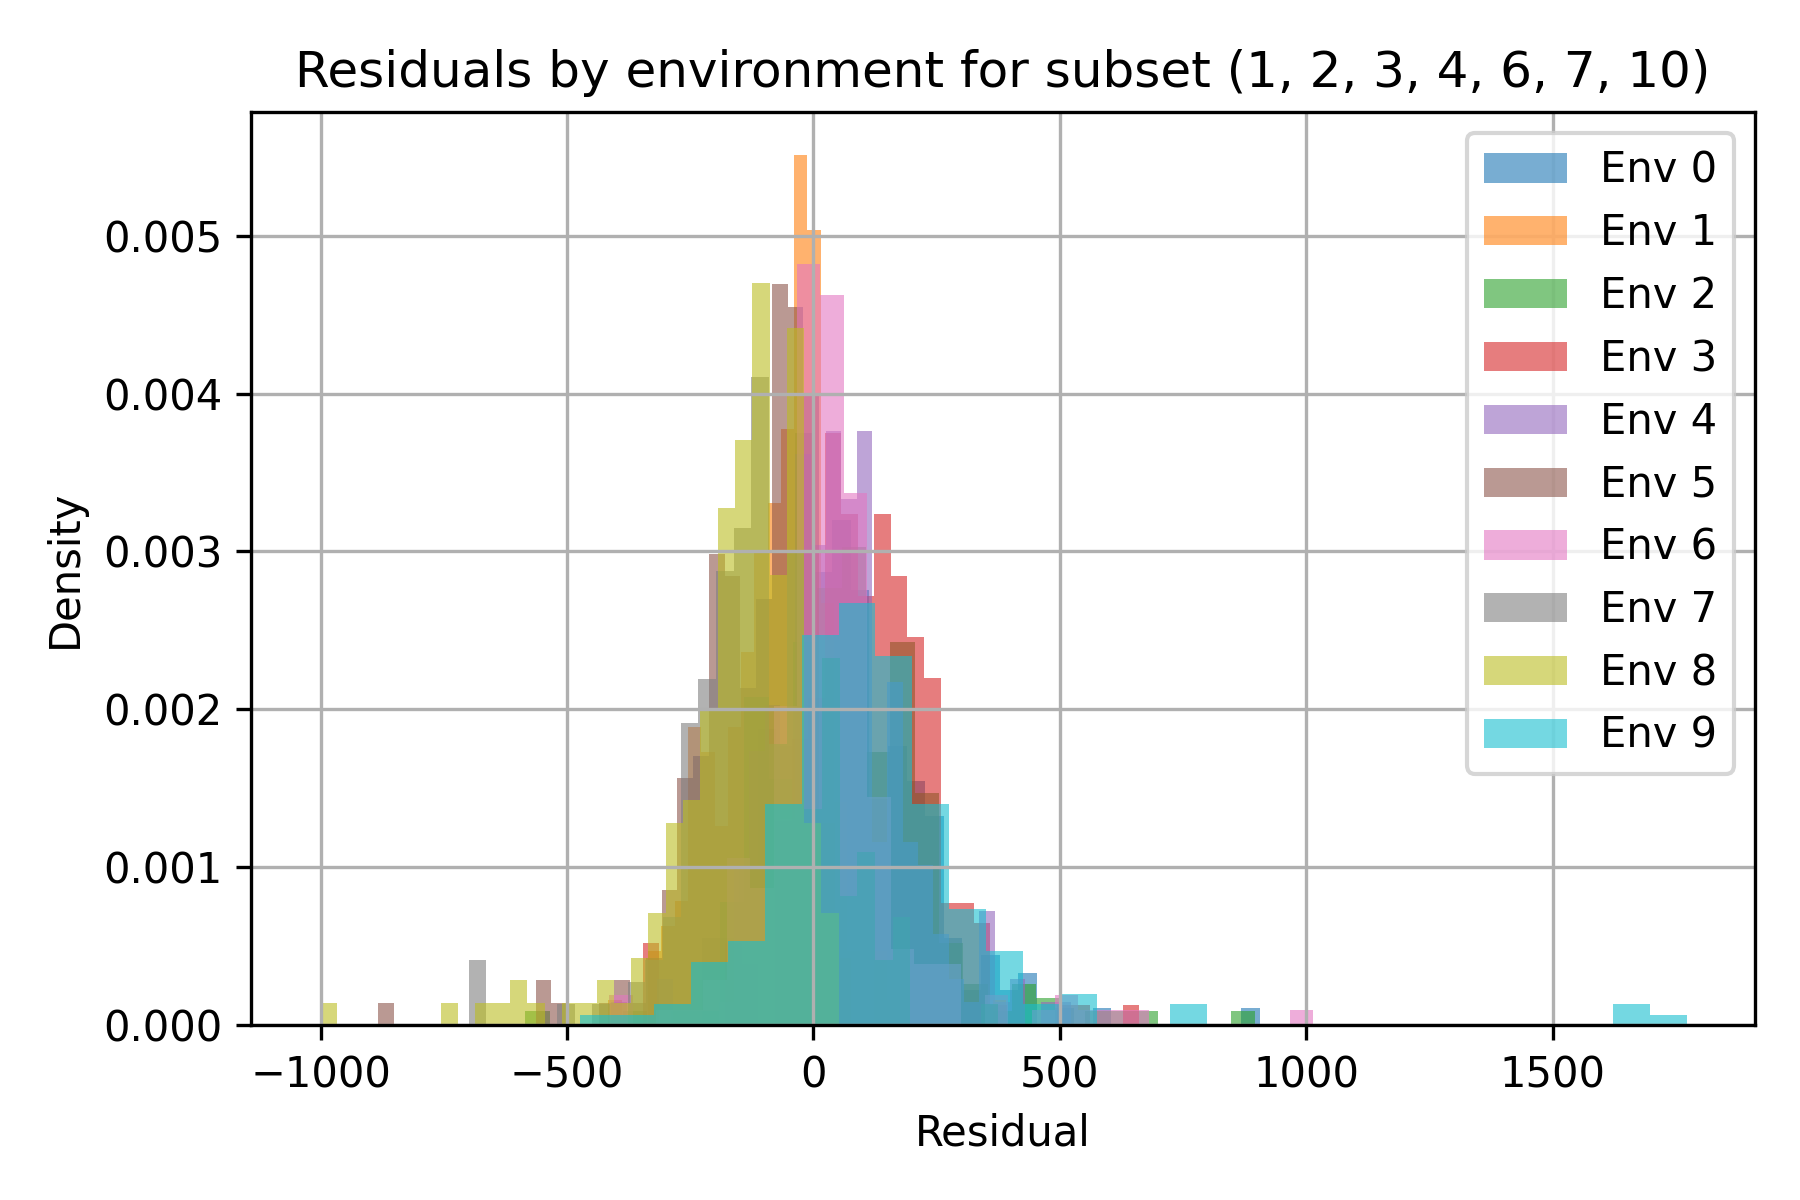 Residuals by environment for subset (1, 2, 3, 4, 6, 7, 10)
Env 0
Env 1
Env 2
Env 3
Env 4
Env 5
Env 6
Env 7
Env 8
Env 9
Density
0.005
0.004
0.003
0.002
0.001
0.000
−1000 −500 0 500 1000 1500
Residual